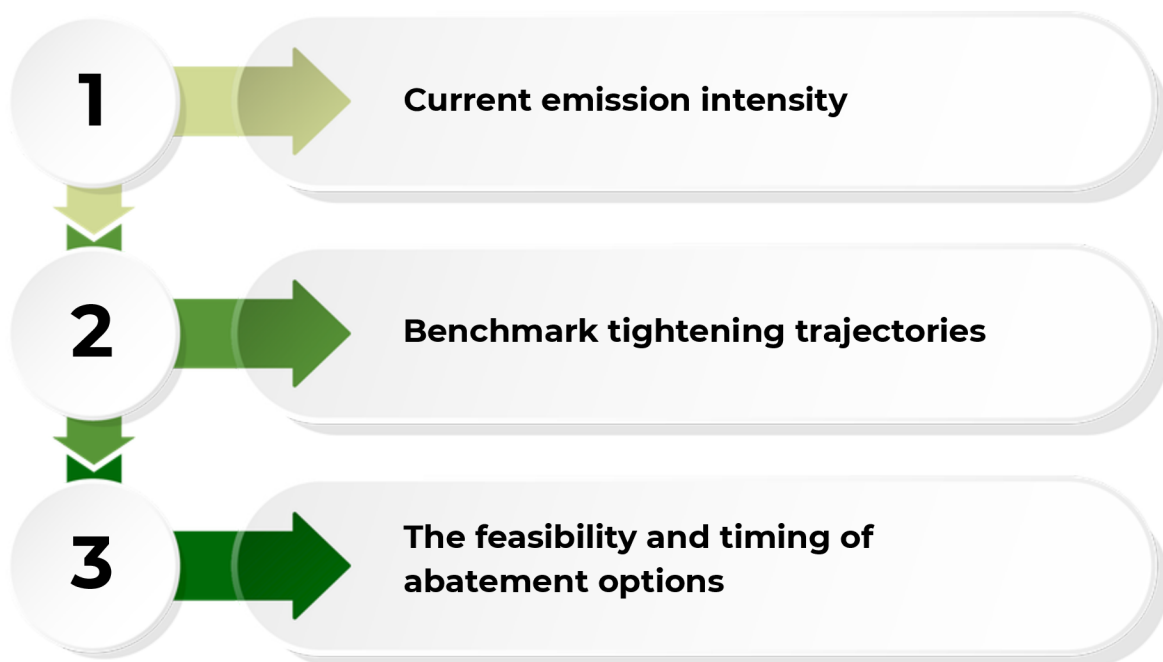 1
Current emission intensity
2
Benchmark tightening trajectories
3
The feasibility and timing of
abatement options